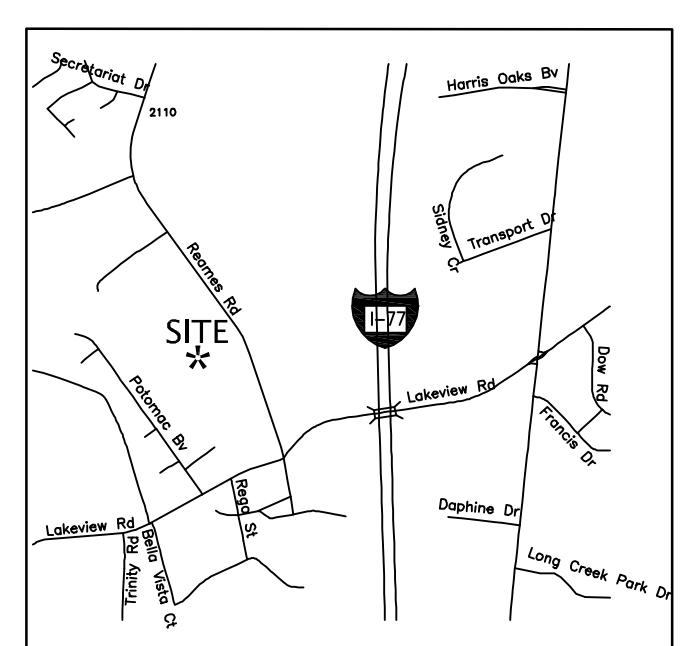 Secretariat Dr
2110
Harris Oaks Bv
Sidney Cr
Transport Dr
Reames Rd
I-77
SITE
*
Lakeview Rd
Dow Rd
Potomac Bv
Francis Dr
Rego St
Daphine Dr
Lakeview Rd
Trinity Rd
Bella Vista Ct
Long Creek Park Dr